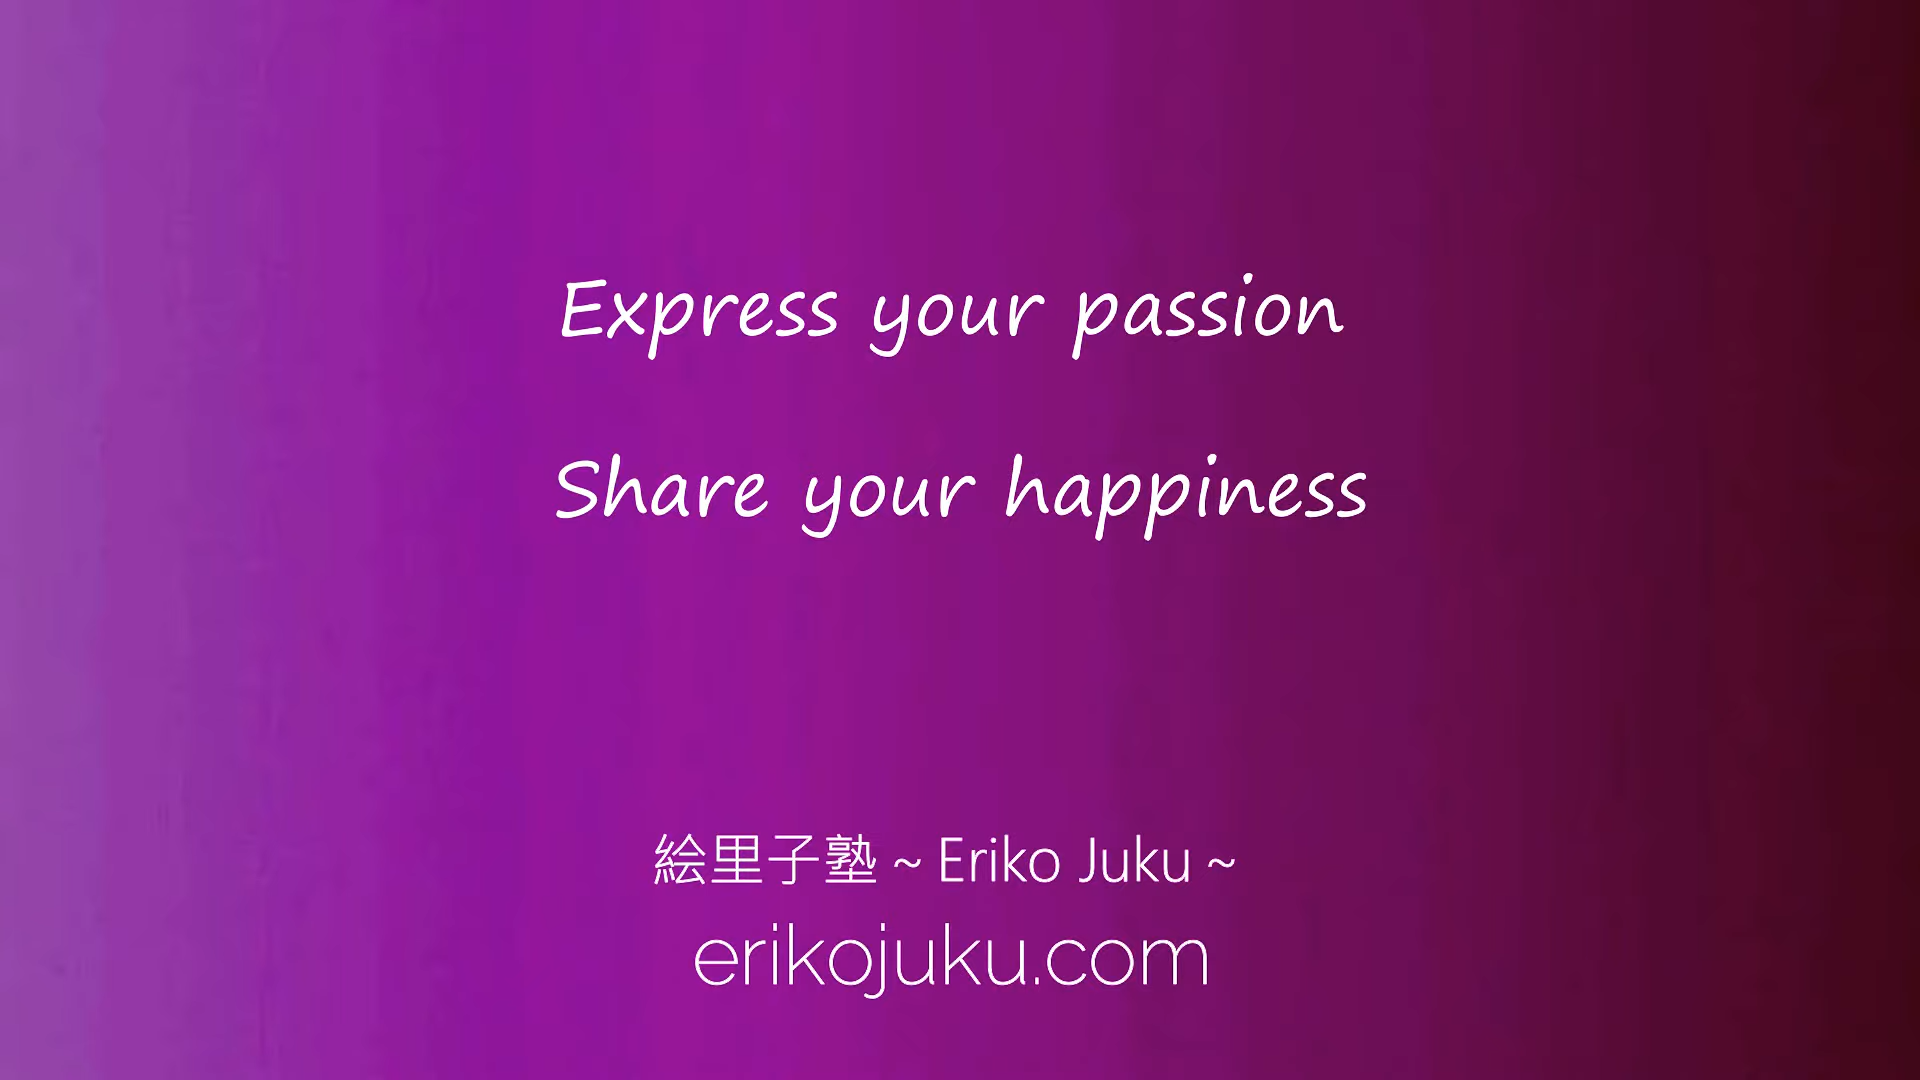 Express your passion
Share your happiness
絵里子塾 ~ Eriko Juku ~
erikojuku.com